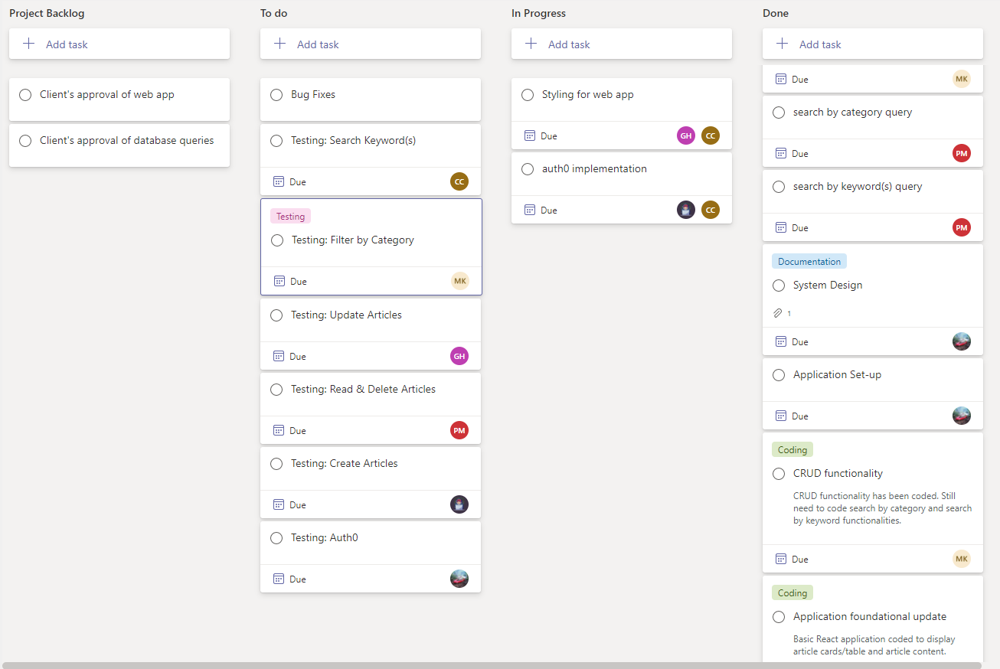 Project Backlog
Add task
Client's approval of web app
Client's approval of database queries
To do
Add task
Bug Fixes
Testing: Search Keyword(s)
Due
CC
Testing
Testing: Filter by Category
Due
MK
Testing: Update Articles
Due
GH
Testing: Read & Delete Articles
Due
PM
Testing: Create Articles
Due
Testing: Auth0
Due
In Progress
Add task
Styling for web app
Due
GH
CC
auth0 implementation
Due
CC
Done
Add task
Due
MK
search by category query
Due
PM
search by keyword(s) query
Due
PM
Documentation
System Design
1
Due
Application Set-up
Due
Coding
CRUD functionality
CRUD functionality has been coded. Still
need to code search by category and search
by keyword functionalities.
Due
MK
Coding
Application foundational update
Basic React application coded to display
article cards/table and article content.